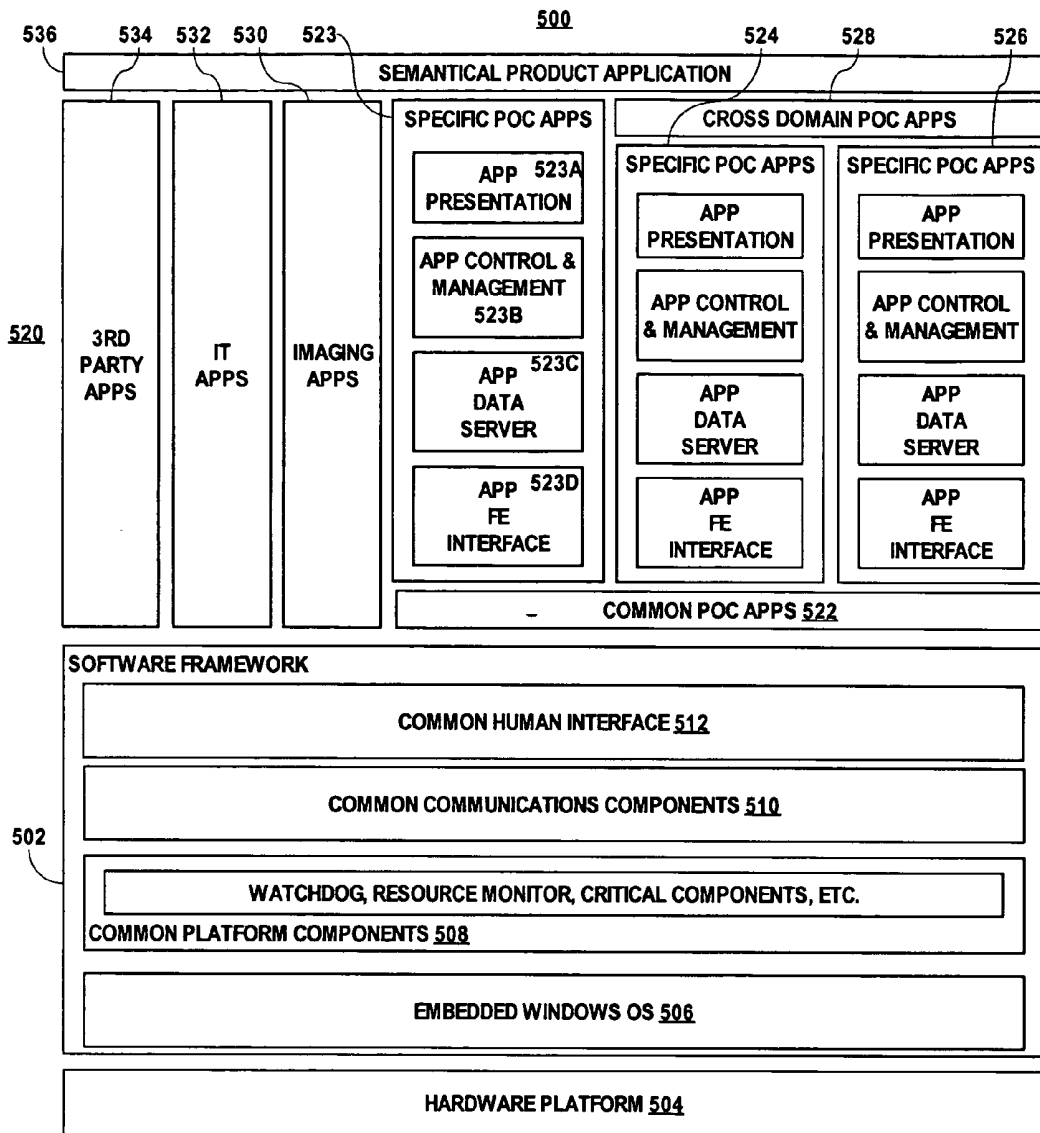 500
536
534
532
530
523
524
528
526
SEMANTICAL PRODUCT APPLICATION
520
3RD
PARTY
APPS
IT
APPS
IMAGING
APPS
SPECIFIC POC APPS
APP 523A
PRESENTATION
APP CONTROL &
MANAGEMENT
523B
APP 523C
DATA
SERVER
APP 523D
FE
INTERFACE
CROSS DOMAIN POC APPS
SPECIFIC POC APPS
APP
PRESENTATION
APP CONTROL
& MANAGEMENT
APP
DATA
SERVER
APP
FE
INTERFACE
SPECIFIC POC APPS
APP
PRESENTATION
APP CONTROL
& MANAGEMENT
APP
DATA
SERVER
APP
FE
INTERFACE
COMMON POC APPS 522
SOFTWARE FRAMEWORK
COMMON HUMAN INTERFACE 512
COMMON COMMUNICATIONS COMPONENTS 510
502
WATCHDOG, RESOURCE MONITOR, CRITICAL COMPONENTS, ETC.
COMMON PLATFORM COMPONENTS 508
EMBEDDED WINDOWS OS 506
HARDWARE PLATFORM 504